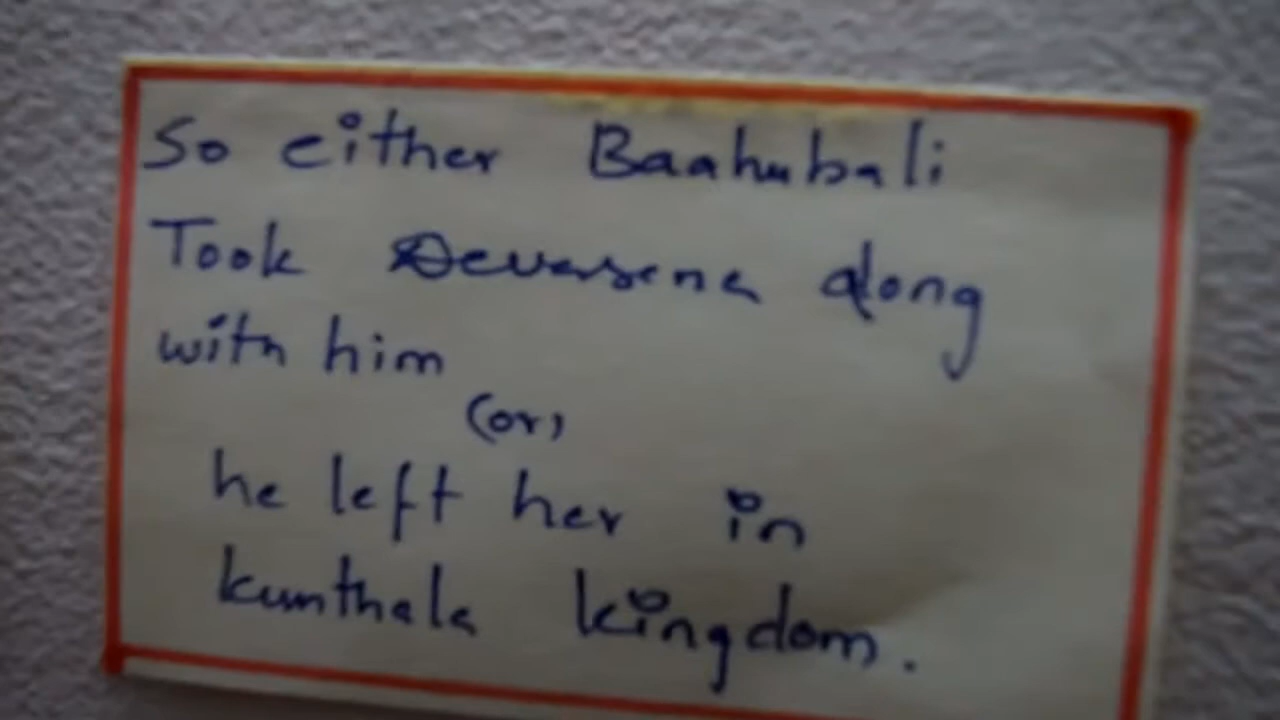 So either Baahubali
Took Devasena along
with him
(or)
he left her in
kunthala kingdom.